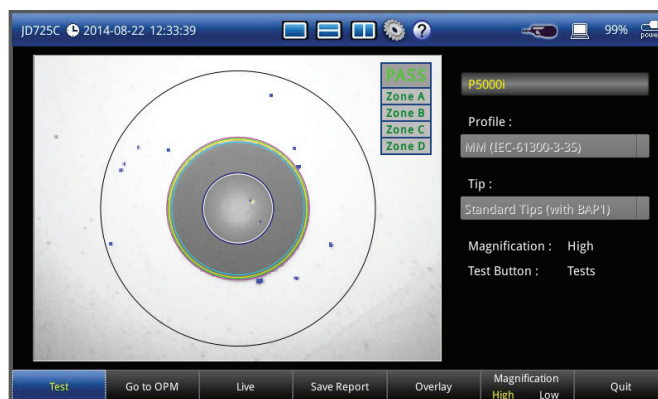 JD725C 2014-08-22 12:33:39 ? 99% power
PASS
Zone A
Zone B
Zone C
Zone D
P5000i
Profile :
MM (IEC-61300-3-35)
Tip :
Standard Tips (with BAP1)
Magnification : High
Test Button : Tests
Test Go to OPM Live Save Report Overlay Magnification High Low Quit